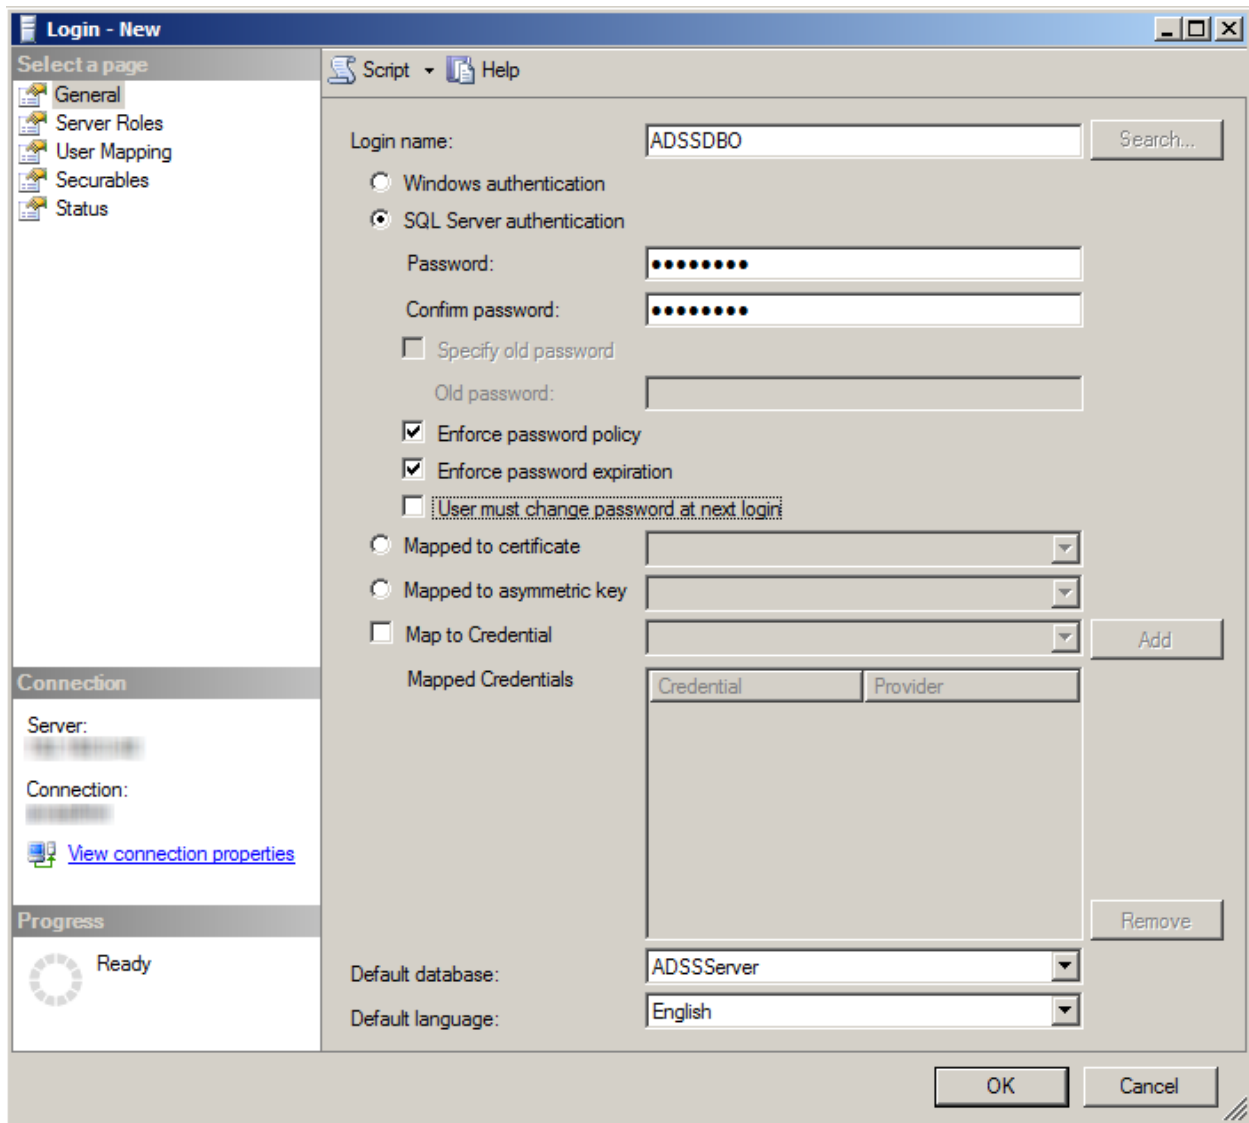 Login - New
Select a page
General
Server Roles
User Mapping
Securables
Status
Script Help
Login name: ADSSDBO Search...
Windows authentication
SQL Server authentication
Password: ●●●●●●●●
Confirm password: ●●●●●●●●
Specify old password
Old password:
Enforce password policy
Enforce password expiration
User must change password at next login
Mapped to certificate
Mapped to asymmetric key
Map to Credential Add
Mapped Credentials Credential Provider
Remove
Default database: ADSSServer
Default language: English
Connection
Server:
Connection:
View connection properties
Progress
Ready
OK Cancel